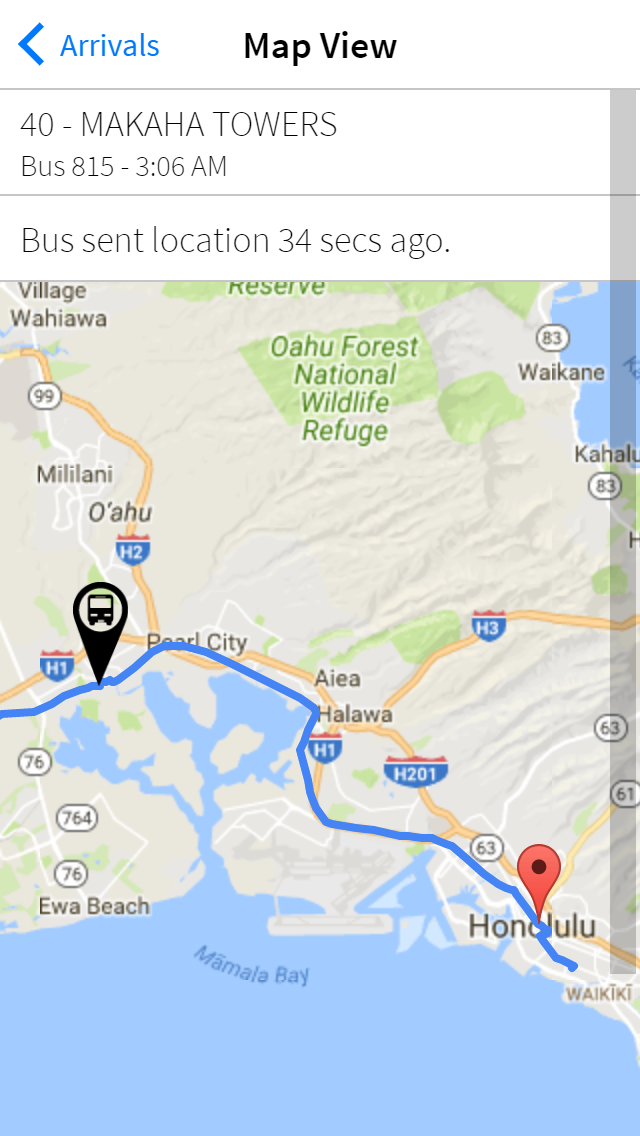 Arrivals
Map View
40 - MAKAHA TOWERS
Bus 815 - 3:06 AM
Bus sent location 34 secs ago.
Village
Reserve
Wahiawa
83
Oahu Forest
National
Wildlife
Refuge
Waikane
99
Kahalu
83
Mililani
O'ahu
H2
H3
Pearl City
H1
Aiea
Halawa
63
H1
76
H201
61
764
63
76
Ewa Beach
Honolulu
Māmala Bay
WAIKĪKĪ